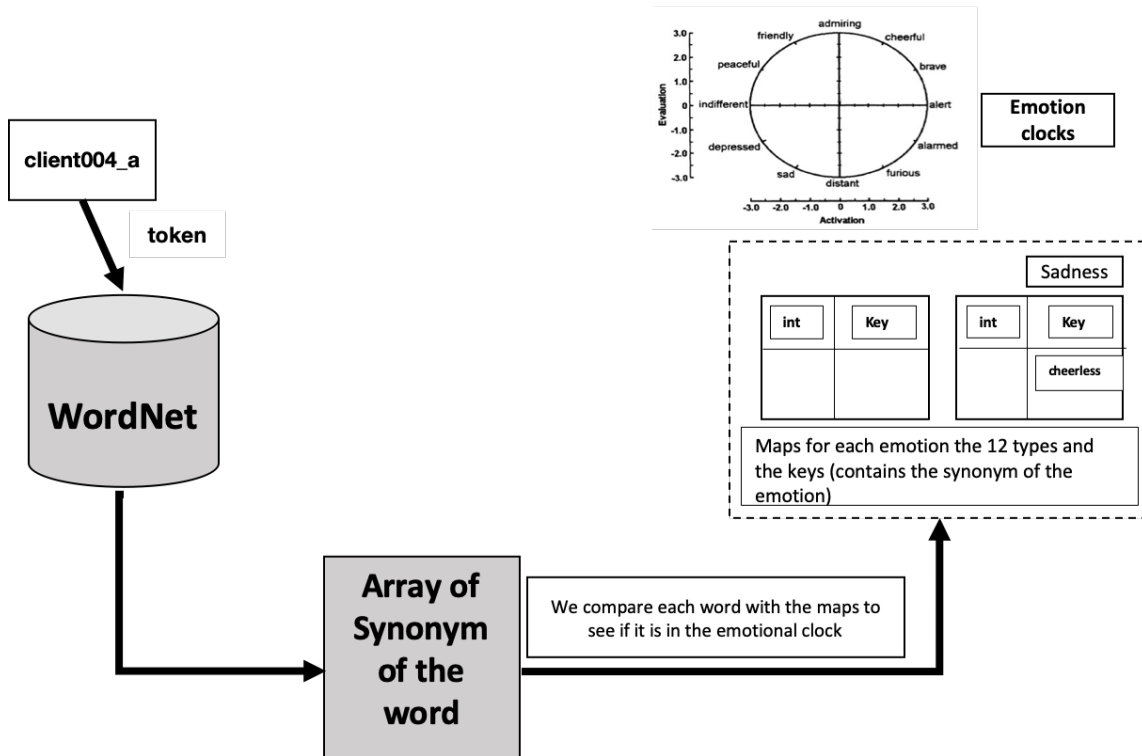 admiring
friendly
cheerful
peaceful
brave
indifferent
alert
depressed
alarmed
sad
furious
distant
Evaluation
3.0
2.0
1.0
0
-1.0
-2.0
-3.0
-3.0 -2.0 -1.0 0 1.0 2.0 3.0
Activation
Emotion
clocks
client004_a
token
WordNet
Sadness
int Key
int Key
cheerless
Maps for each emotion the 12 types and
the keys (contains the synonym of the
emotion)
Array of
Synonym
of the
word
We compare each word with the maps to
see if it is in the emotional clock